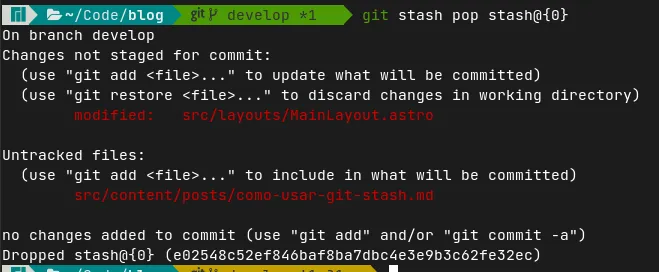 ~/Code/blog develop *1 git stash pop stash@{0}
On branch develop
Changes not staged for commit:
(use "git add <file>..." to update what will be committed)
(use "git restore <file>..." to discard changes in working directory)
modified: src/layouts/MainLayout.astro
Untracked files:
(use "git add <file>..." to include in what will be committed)
src/content/posts/como-usar-git-stash.md
no changes added to commit (use "git add" and/or "git commit -a")
Dropped stash@{0} (e02548c52ef846baf8ba7dbc4e3e9b3c62fe32ec)
~/Code/blog